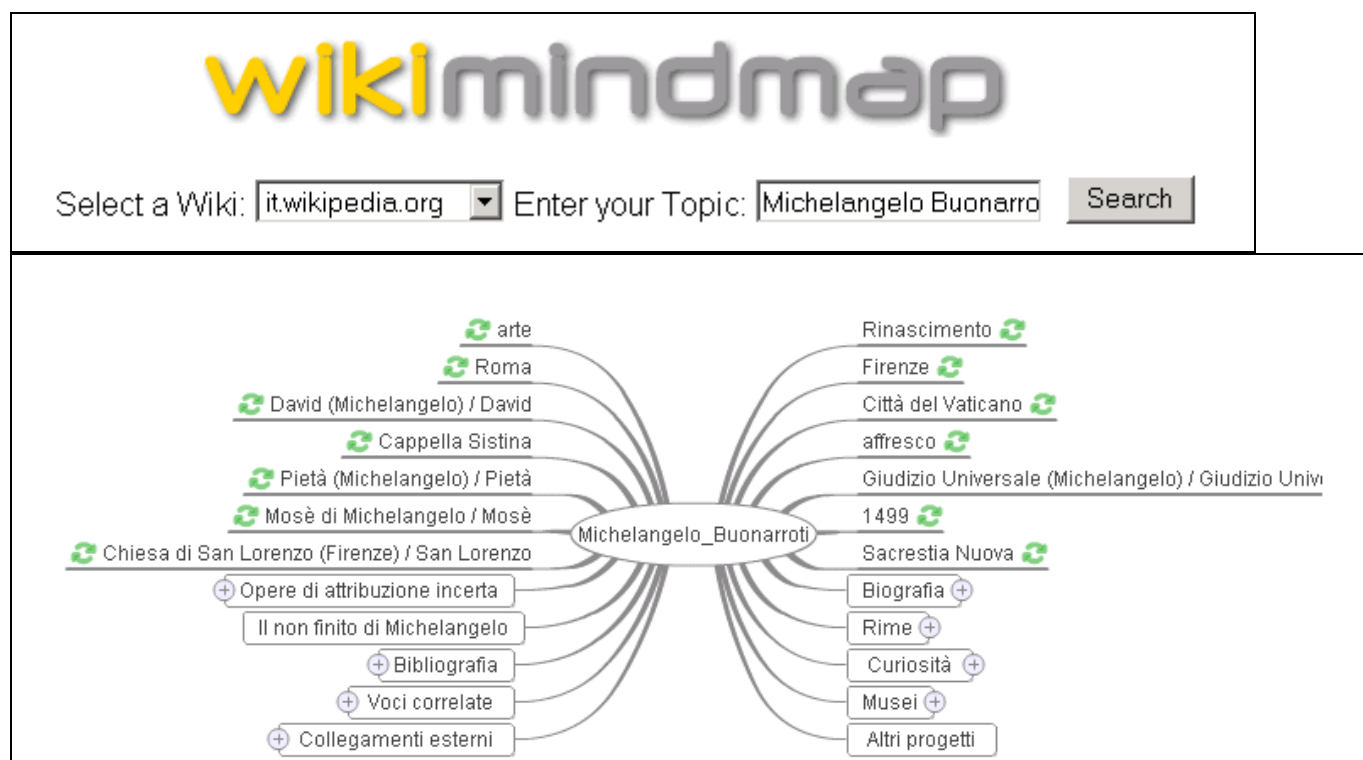 wikimindmap
Select a Wiki: it.wikipedia.org Enter your Topic: Michelangelo Buonarro Search
arte
Roma
David (Michelangelo) / David
Cappella Sistina
Pietà (Michelangelo) / Pietà
Mosè di Michelangelo / Mosè
Chiesa di San Lorenzo (Firenze) / San Lorenzo
Opere di attribuzione incerta
Il non finito di Michelangelo
Bibliografia
Voci correlate
Collegamenti esterni
Michelangelo_Buonarroti
Rinascimento
Firenze
Città del Vaticano
affresco
Giudizio Universale (Michelangelo) / Giudizio Univ
1499
Sacrestia Nuova
Biografia
Rime
Curiosità
Musei
Altri progetti